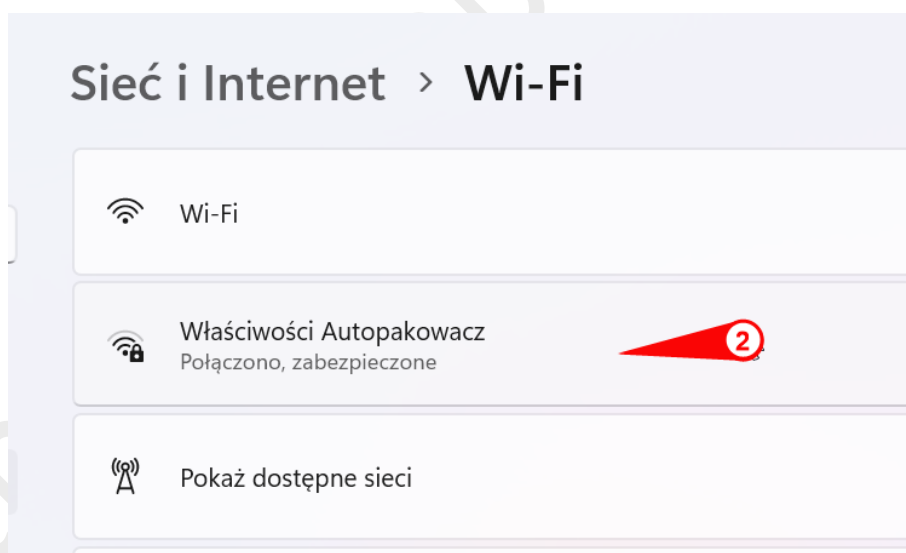 Sieć i Internet > Wi-Fi
Wi-Fi
Właściwości Autopakowacz
Połączono, zabezpieczone
2
Pokaż dostępne sieci